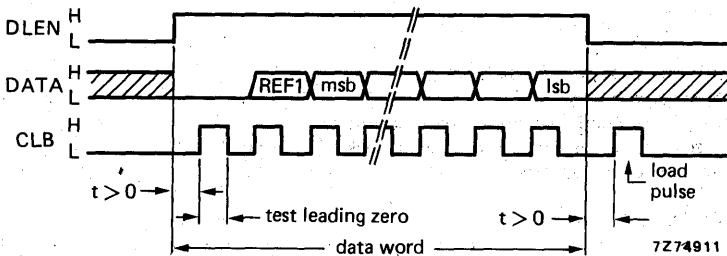 DLEN H
L
DATA H
L
REF1 msb lsb
CLB H
L
t > 0
test leading zero
t > 0
load
pulse
data word
7Z74911